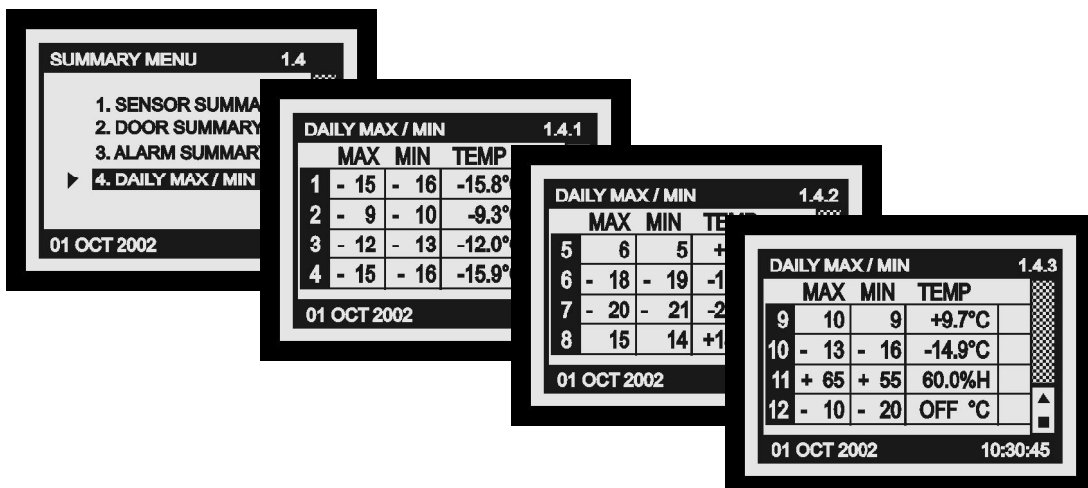 SUMMARY MENU 1.4
1. SENSOR SUMMA
2. DOOR SUMMARY
3. ALARM SUMMAR
4. DAILY MAX / MIN
01 OCT 2002
DAILY MAX / MIN 1.4.1
MAX MIN TEMP
1 - 15 - 16 -15.8°
2 - 9 - 10 -9.3°
3 - 12 - 13 -12.0°
4 - 15 - 16 -15.9°
01 OCT 2002
DAILY MAX / MIN 1.4.2
MAX MIN TE
5 6 5 +
6 - 18 - 19 -1
7 - 20 - 21 -2
8 15 14 +1
01 OCT 2002
DAILY MAX / MIN 1.4.3
MAX MIN TEMP
9 10 9 +9.7°C
10 - 13 - 16 -14.9°C
11 + 65 + 55 60.0%H
12 - 10 - 20 OFF °C
01 OCT 2002 10:30:45